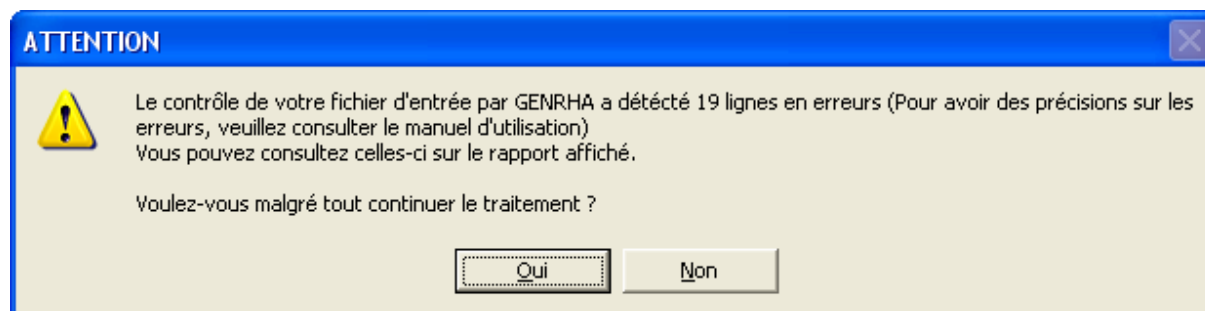 ATTENTION
Le contrôle de votre fichier d'entrée par GENRHA a détécté 19 lignes en erreurs (Pour avoir des précisions sur les
erreurs, veuillez consulter le manuel d'utilisation)
Vous pouvez consultez celles-ci sur le rapport affiché.
Voulez-vous malgré tout continuer le traitement ?
Oui
Non